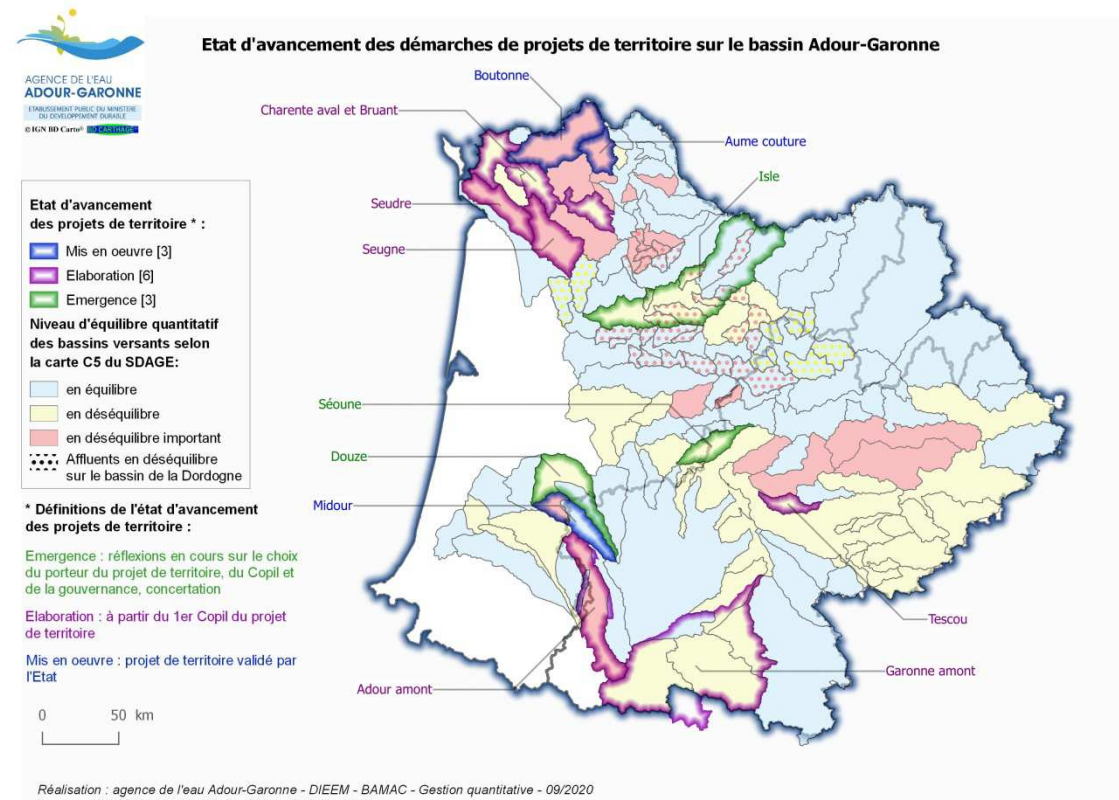 Etat d'avancement des démarches de projets de territoire sur le bassin Adour-Garonne
AGENCE DE L'EAU
ADOUR-GARONNE
ETABLISSEMENT PUBLIC DU MINISTERE
DU DEVELOPPEMENT DURABLE
© IGN BD Carto® BD CARTHAGE®
Boutonne
Charente aval et Bruant
Aume couture
Isle
Seudre
Seugne
Etat d'avancement
des projets de territoire * :
Mis en oeuvre [3]
Elaboration [6]
Emergence [3]
Niveau d'équilibre quantitatif
des bassins versants selon
la carte C5 du SDAGE:
en équilibre
en déséquilibre
en déséquilibre important
Affluents en déséquilibre
sur le bassin de la Dordogne
* Définitions de l'état d'avancement
des projets de territoire :
Emergence : réflexions en cours sur le choix
du porteur du projet de territoire, du Copil et
de la gouvernance, concertation
Elaboration : à partir du 1er Copil du projet
de territoire
Mis en oeuvre : projet de territoire validé par
l'Etat
Séoune
Douze
Midour
Tescou
Garonne amont
Adour amont
0 50 km
Réalisation : agence de l'eau Adour-Garonne - DIEEM - BAMAC - Gestion quantitative - 09/2020